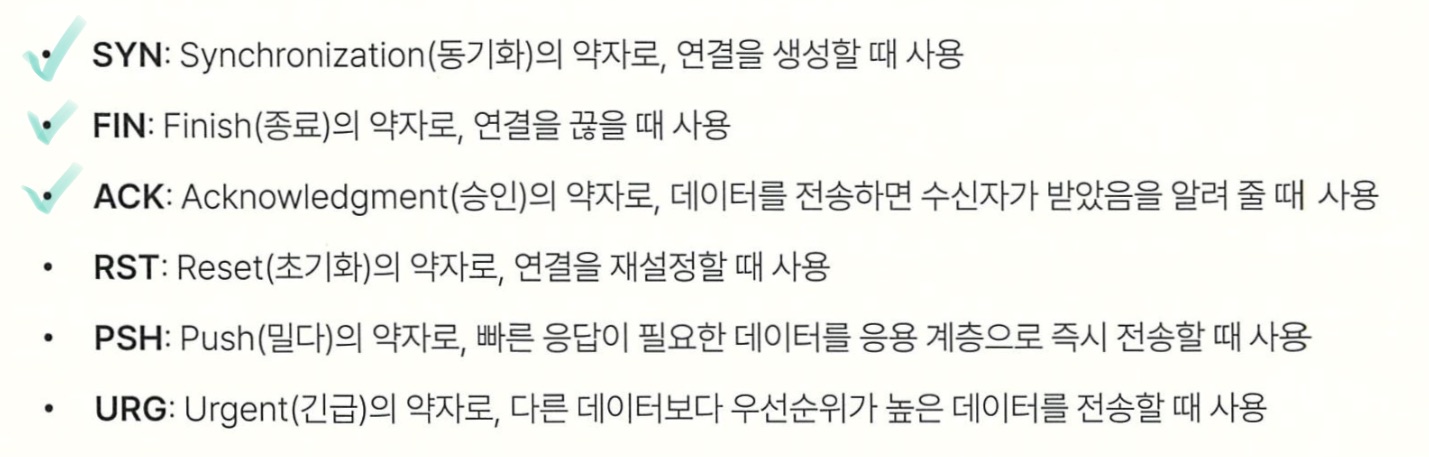 • SYN: Synchronization(동기화)의 약자로, 연결을 생성할 때 사용
• FIN: Finish(종료)의 약자로, 연결을 끊을 때 사용
• ACK: Acknowledgment(승인)의 약자로, 데이터를 전송하면 수신자가 받았음을 알려 줄 때 사용
• RST: Reset(초기화)의 약자로, 연결을 재설정할 때 사용
• PSH: Push(밀다)의 약자로, 빠른 응답이 필요한 데이터를 응용 계층으로 즉시 전송할 때 사용
• URG: Urgent(긴급)의 약자로, 다른 데이터보다 우선순위가 높은 데이터를 전송할 때 사용